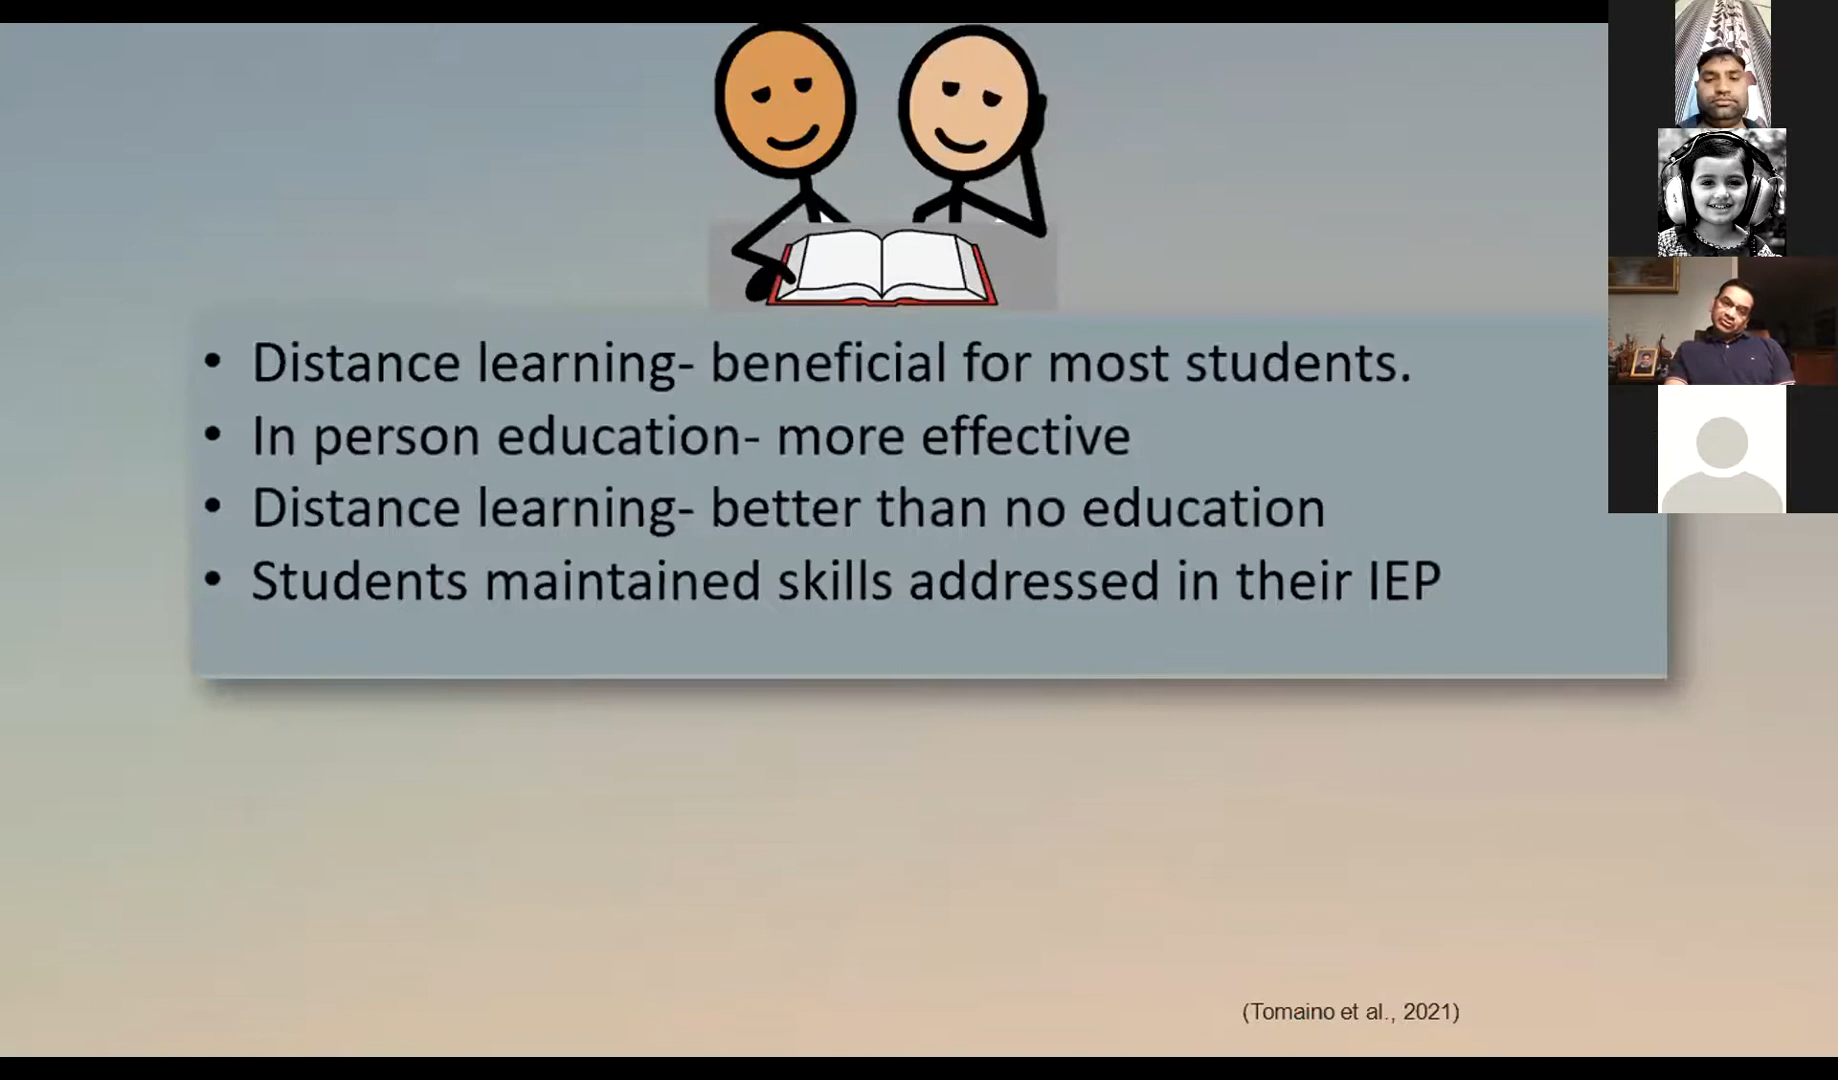 • Distance learning- beneficial for most students.
• In person education- more effective
• Distance learning- better than no education
• Students maintained skills addressed in their IEP
(Tomaino et al., 2021)